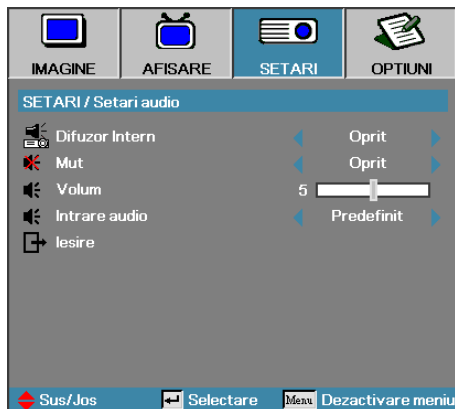 IMAGINE AFISARE SETARI OPTIUNI
SETARI / Setari audio
Difuzor Intern Oprit
Mut Oprit
Volum 5
Intrare audio Predefinit
Iesire
Sus/Jos Selectare Menu Dezactivare meniu